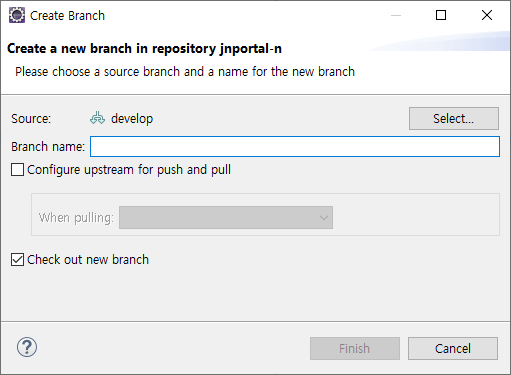 Create Branch
Create a new branch in repository jnportal-n
Please choose a source branch and a name for the new branch
Source: develop Select...
Branch name:
Configure upstream for push and pull
When pulling:
Check out new branch
? Finish Cancel